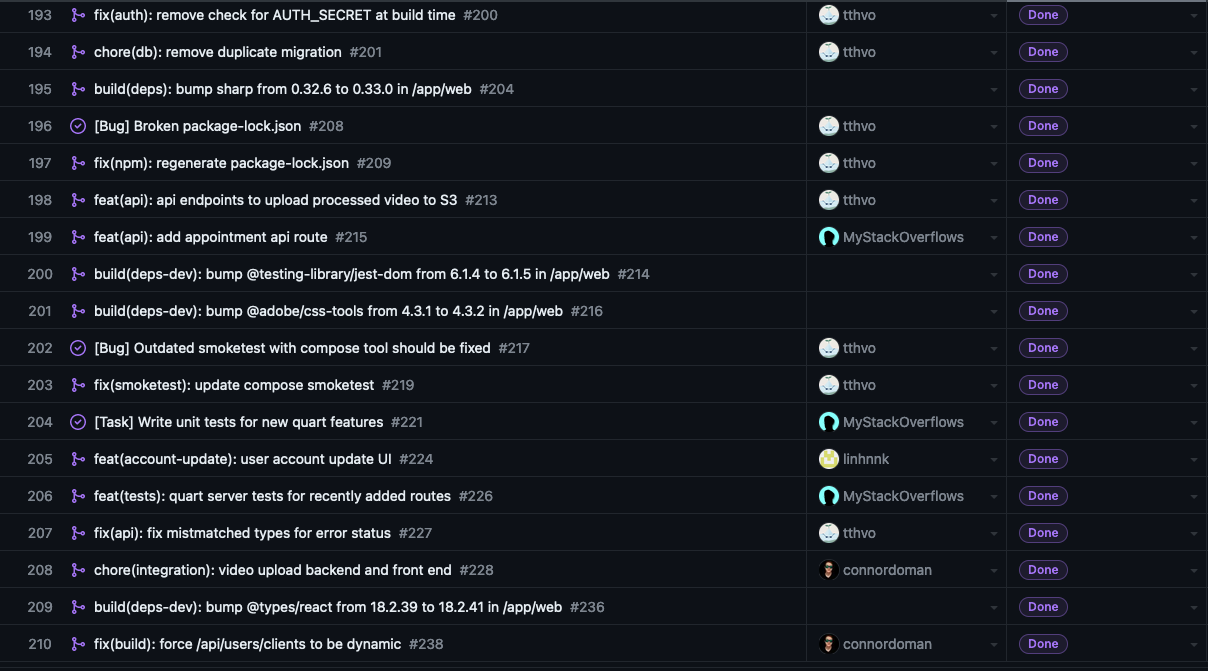 193 fix(auth): remove check for AUTH_SECRET at build time #200 tthvo Done
194 chore(db): remove duplicate migration #201 tthvo Done
195 build(deps): bump sharp from 0.32.6 to 0.33.0 in /app/web #204 Done
196 [Bug] Broken package-lock.json #208 tthvo Done
197 fix(npm): regenerate package-lock.json #209 tthvo Done
198 feat(api): api endpoints to upload processed video to S3 #213 tthvo Done
199 feat(api): add appointment api route #215 MyStackOverflows Done
200 build(deps-dev): bump @testing-library/jest-dom from 6.1.4 to 6.1.5 in /app/web #214 Done
201 build(deps-dev): bump @adobe/css-tools from 4.3.1 to 4.3.2 in /app/web #216 Done
202 [Bug] Outdated smoketest with compose tool should be fixed #217 tthvo Done
203 fix(smoketest): update compose smoketest #219 tthvo Done
204 [Task] Write unit tests for new quart features #221 MyStackOverflows Done
205 feat(account-update): user account update UI #224 linhnnk Done
206 feat(tests): quart server tests for recently added routes #226 MyStackOverflows Done
207 fix(api): fix mistmatched types for error status #227 tthvo Done
208 chore(integration): video upload backend and front end #228 connordoman Done
209 build(deps-dev): bump @types/react from 18.2.39 to 18.2.41 in /app/web #236 Done
210 fix(build): force /api/users/clients to be dynamic #238 connordoman Done